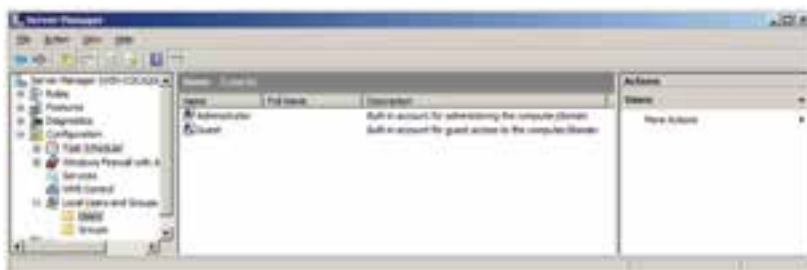 Server Manager
File Action View Help
Server Manager
Roles
Features
Diagnostics
Configuration
Task Scheduler
Windows Firewall with A
Services
WMI Control
Local Users and Groups
Users
Groups
Name Full Name Description
Administrator Built-in account for administering the computer/domain
Guest Built-in account for guest access to the computer/domain
Actions
Users
More Actions